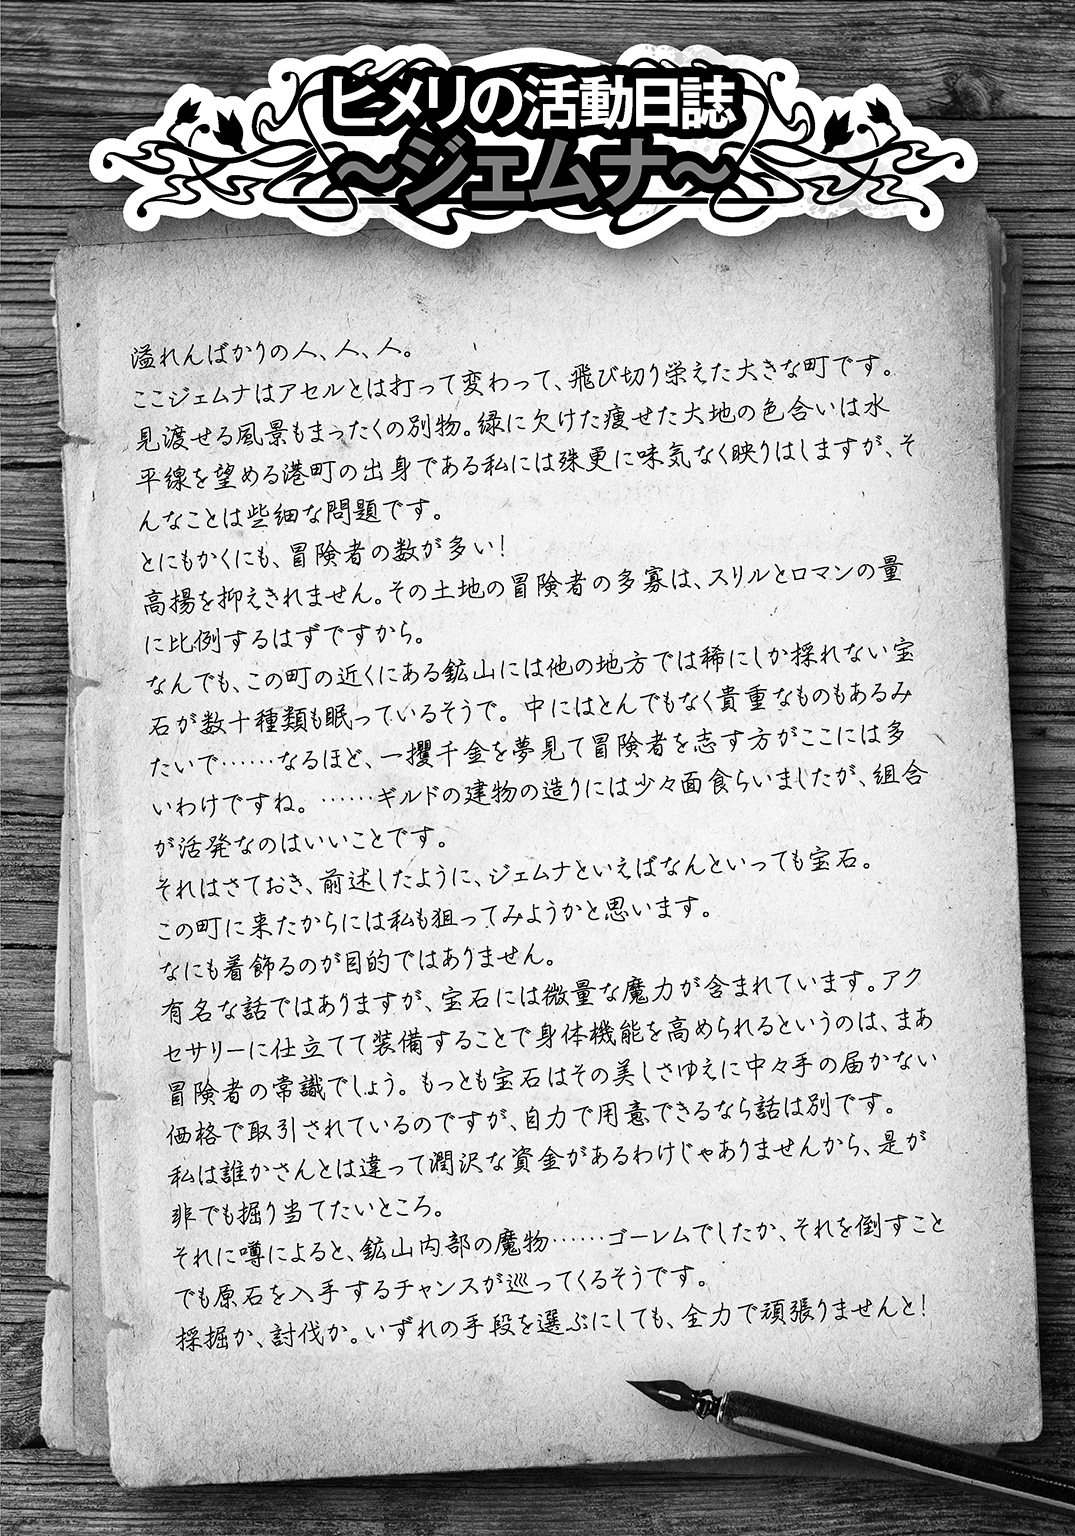 ヒメリの活動日誌
～ジェムナ～
溢れんばかりの人、人、人。
ここジェムナはアセルとは打って変わって、飛び切り栄えた大きな町です。
見渡せる風景もまったくの別物。緑に欠けた痩せた大地の色合いは水
平線を望める港町の出身である私には殊更に味気なく映りはしますが、そ
んなことは些細な問題です。
とにもかくにも、冒険者の数が多い！
高揚を抑えきれません。その土地の冒険者の多寡は、スリルとロマンの量
に比例するはずですから。
なんでも、この町の近くにある鉱山には他の地方では稀にしか採れない宝
石が数十種類も眠っているそうで。中にはとんでもなく貴重なものもあるみ
たいで……なるほど、一攫千金を夢見て冒険者を志す方がここには多
いわけですね。……ギルドの建物の造りには少々面食らいましたが、組合
が活発なのはいいことです。
それはさておき、前述したように、ジェムナといえばなんといっても宝石。
この町に来たからには私も狙ってみようかと思います。
なにも着飾るのが目的ではありません。
有名な話ではありますが、宝石には微量な魔力が含まれています。アク
セサリーに仕立てて装備することで身体機能を高められるというのは、まあ
冒険者の常識でしょう。もっとも宝石はその美しさゆえに中々手の届かない
価格で取引されているのですが、自力で用意できるなら話は別です。
私は誰かさんとは違って潤沢な資金があるわけじゃありませんから、是が
非でも掘り当てたいところ。
それに噂によると、鉱山内部の魔物……ゴーレムでしたか、それを倒すこと
でも原石を入手するチャンスが巡ってくるそうです。
採掘か、討伐か。いずれの手段を選ぶにしても、全力で頑張りませんと！